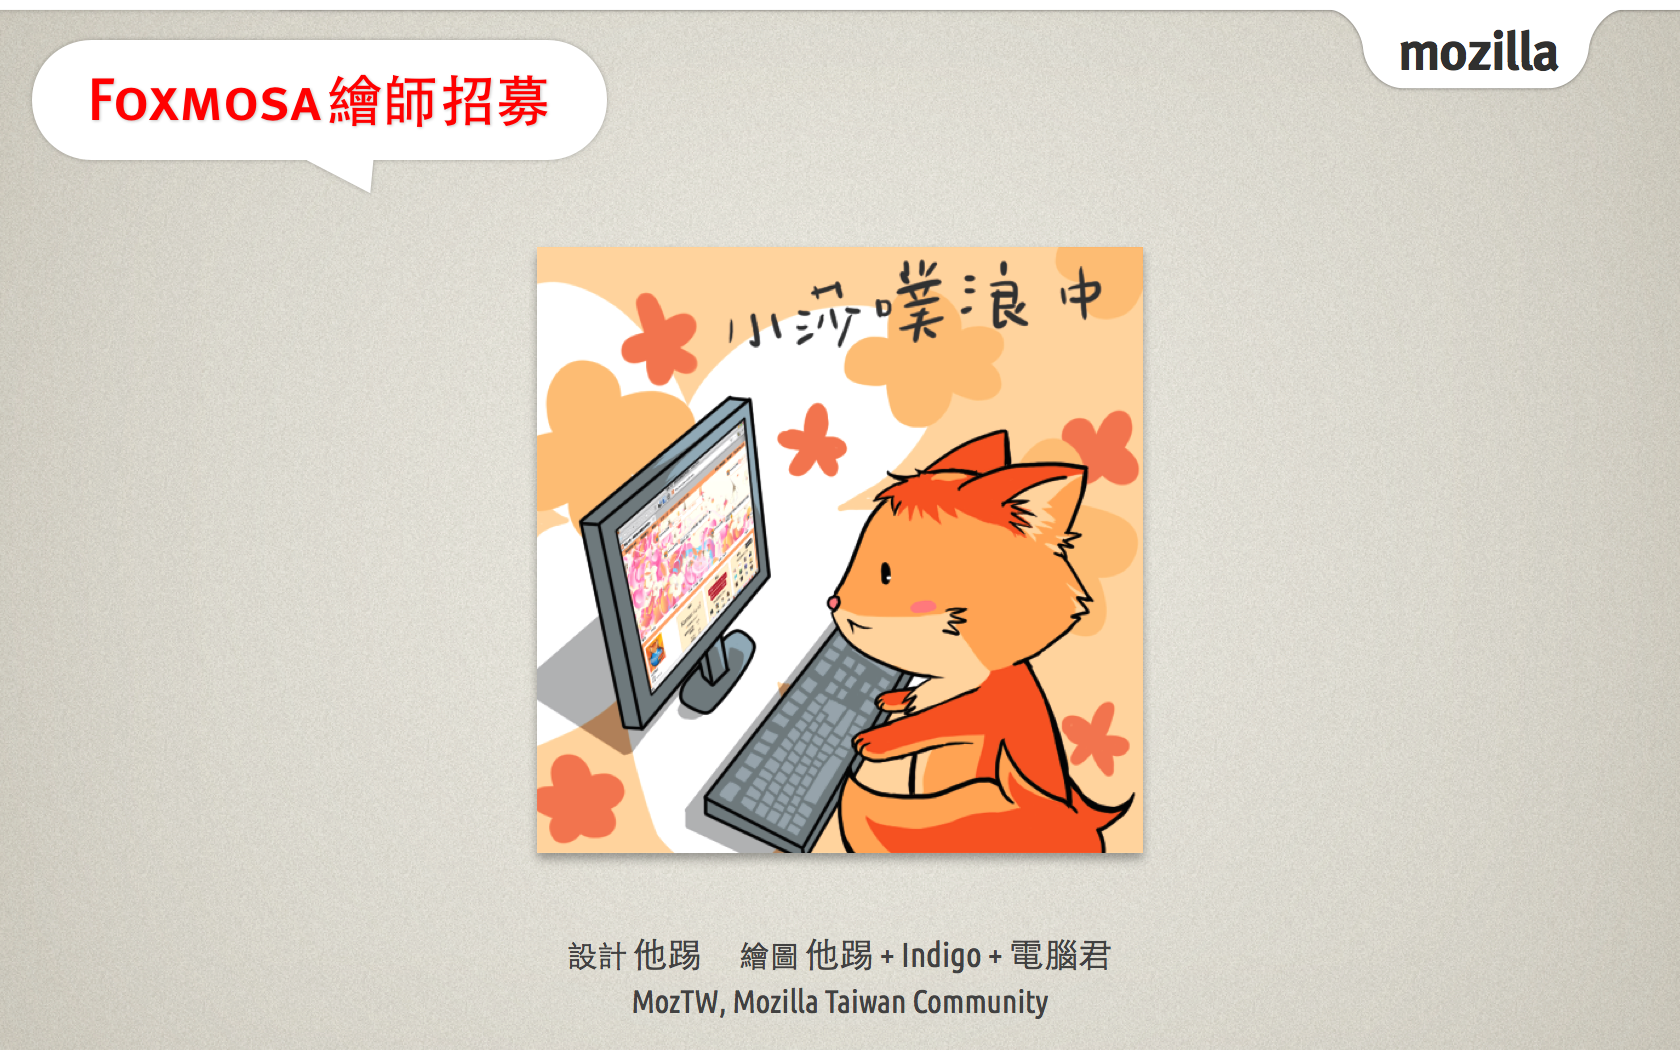 mozilla
Foxmosa繪師招募
小莎噗浪中
設計 他踢 繪圖 他踢 + Indigo + 電腦君
MozTW, Mozilla Taiwan Community